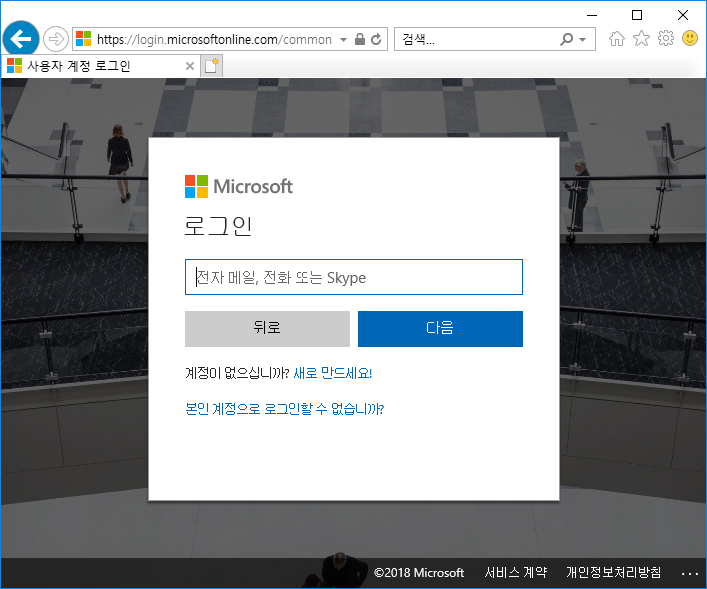 https://login.microsoftonline.com/common
검색...
사용자 계정 로그인
Microsoft
로그인
전자 메일, 전화 또는 Skype
뒤로
다음
계정이 없으십니까? 새로 만드세요!
본인 계정으로 로그인할 수 없습니까?
©2018 Microsoft 서비스 계약 개인정보처리방침 ...